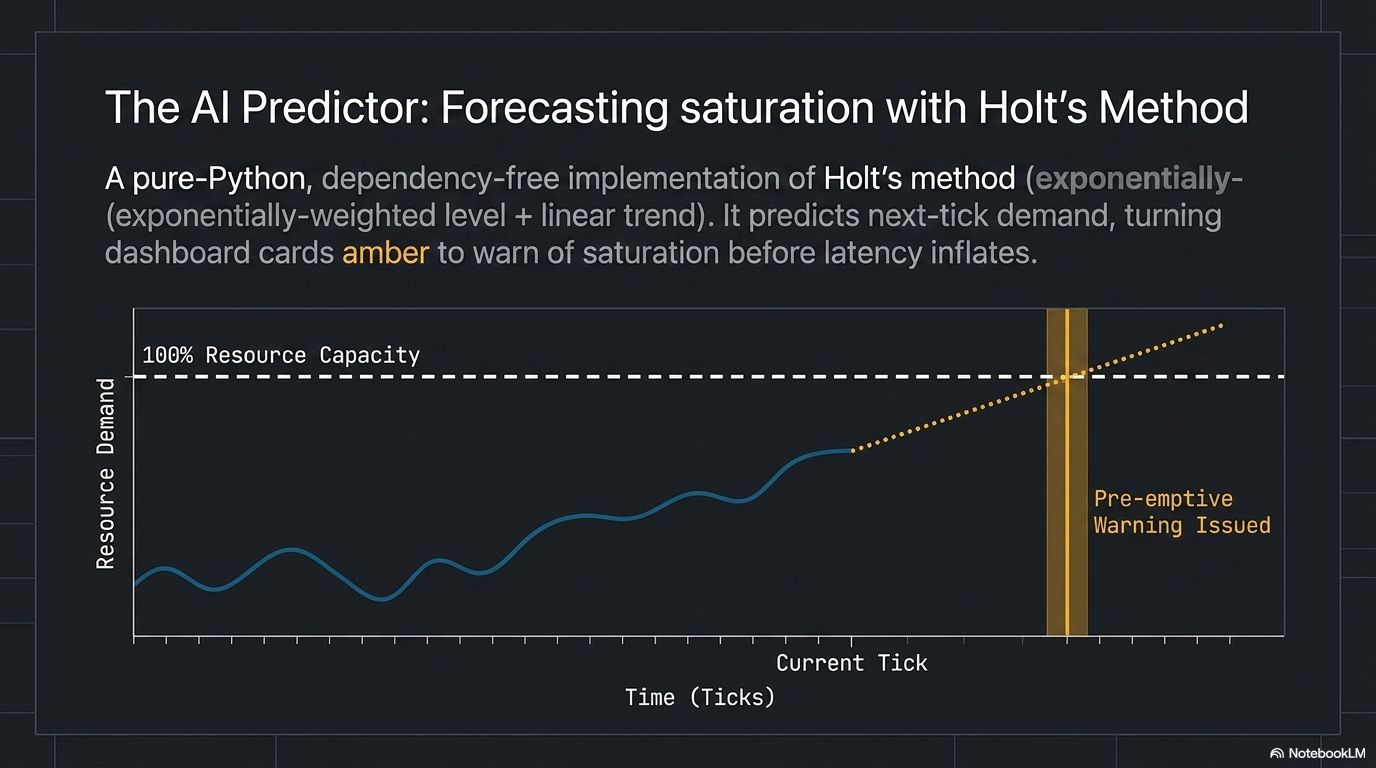 The AI Predictor: Forecasting saturation with Holt's Method
A pure-Python, dependency-free implementation of Holt's method (exponentially-
(exponentially-weighted level + linear trend). It predicts next-tick demand, turning
dashboard cards amber to warn of saturation before latency inflates.
100% Resource Capacity
Resource Demand
Pre-emptive
Warning Issued
Current Tick
Time (Ticks)
NotebookLM